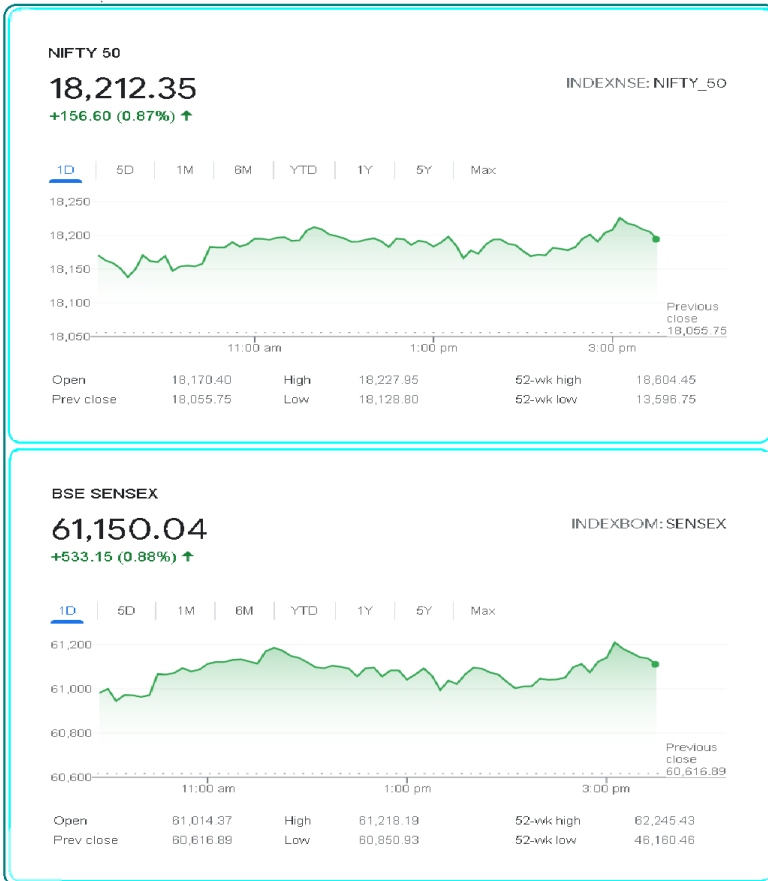 NIFTY 50
18,212.35
INDEXNSE: NIFTY_50
+156.60 (0.87%) ↑
1D 5D 1M 6M YTD 1Y 5Y Max
18,250
18,200
18,150
18,100
Previous
close
18,055.75
18,050
11:00 am 1:00 pm 3:00 pm
Open 18,170.40 High 18,227.95 52-wk high 18,604.45
Prev close 18,055.75 Low 18,128.80 52-wk low 13,596.75
BSE SENSEX
61,150.04
INDEXBOM: SENSEX
+533.15 (0.88%) ↑
1D 5D 1M 6M YTD 1Y 5Y Max
61,200
61,000
60,800
Previous
close
60,616.89
60,600
11:00 am 1:00 pm 3:00 pm
Open 61,014.37 High 61,218.19 52-wk high 62,245.43
Prev close 60,616.89 Low 60,850.93 52-wk low 46,160.46